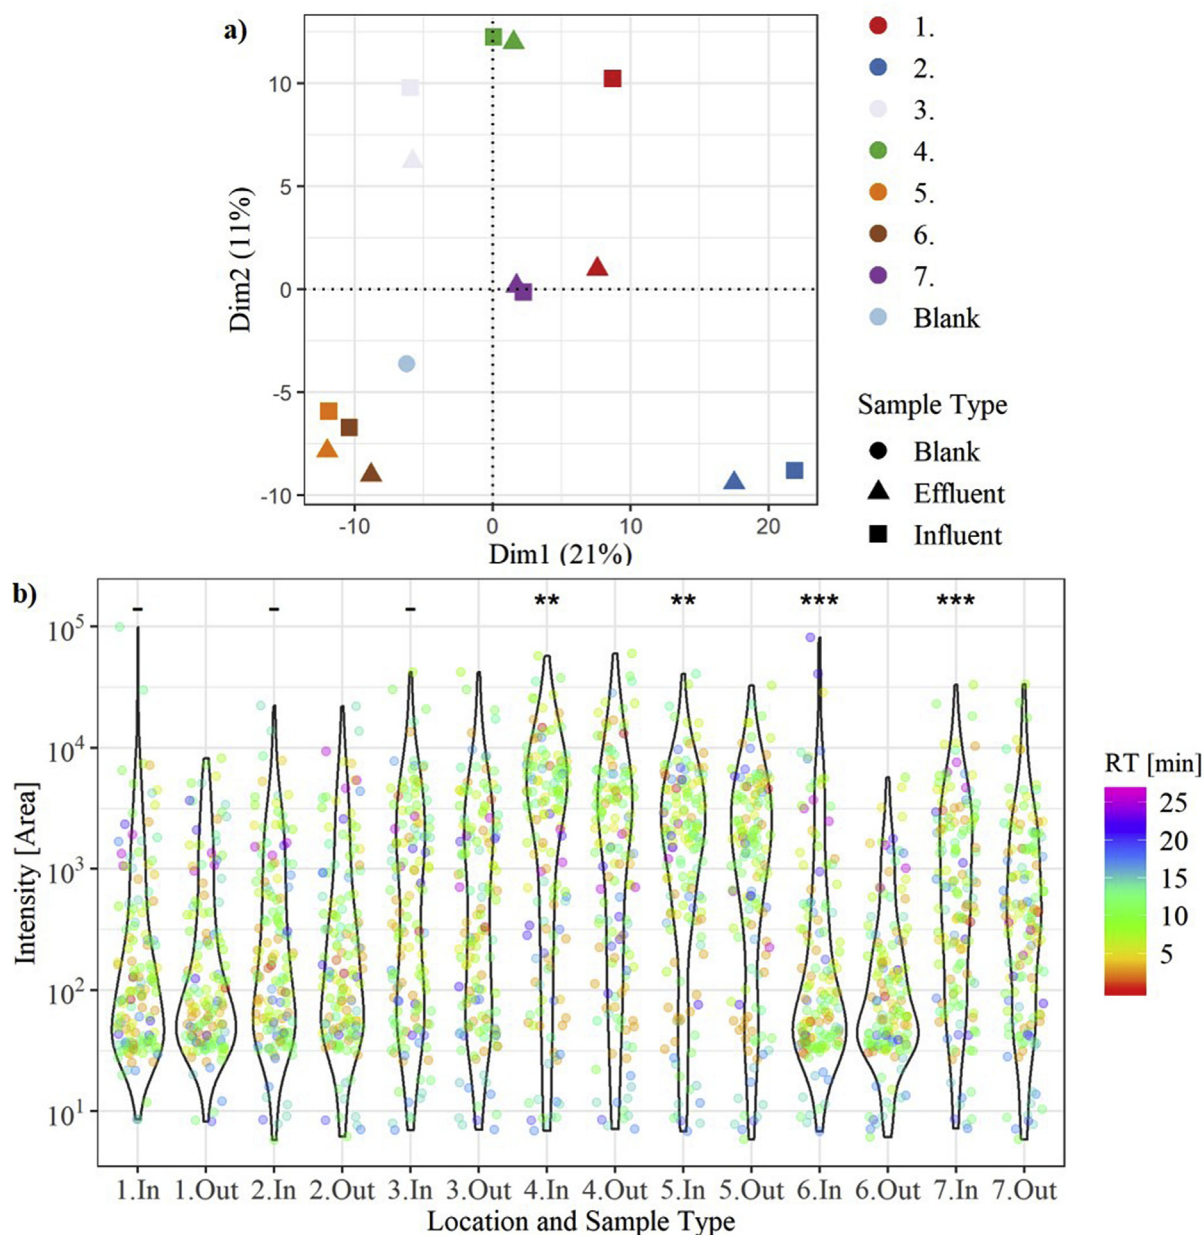 a)
10
5
0
-5
-10
Dim2 (11%)
-10 0 10 20
Dim1 (21%)
1.
2.
3.
4.
5.
6.
7.
Blank
Sample Type
Blank
Effluent
Influent
b)
- - - ** ** *** ***
10^5
10^4
10^3
10^2
10^1
Intensity [Area]
1.In 1.Out 2.In 2.Out 3.In 3.Out 4.In 4.Out 5.In 5.Out 6.In 6.Out 7.In 7.Out
Location and Sample Type
RT [min]
25
20
15
10
5